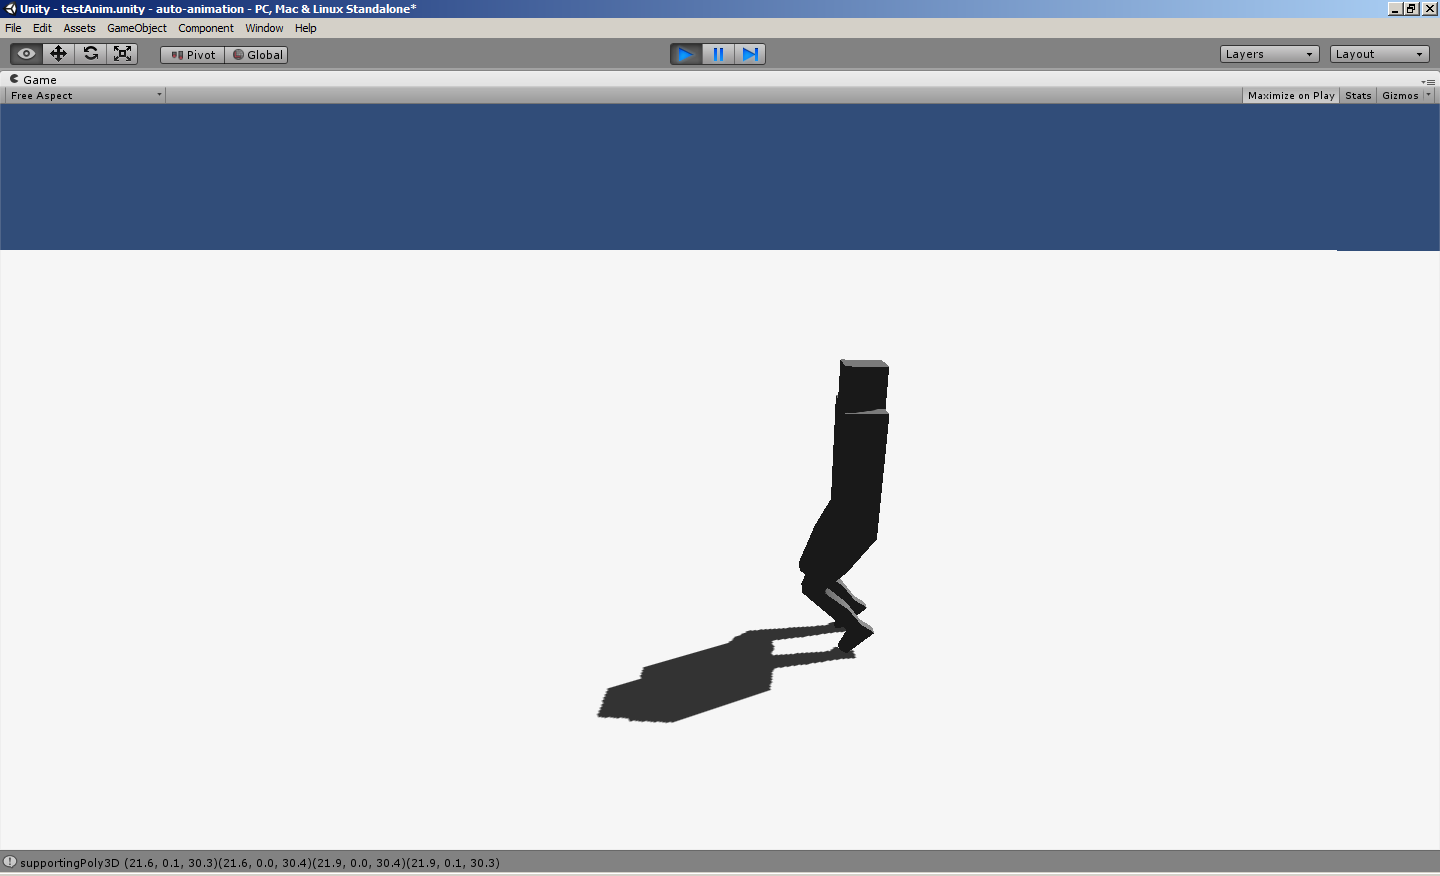 Unity - testAnim.unity - auto-animation - PC, Mac & Linux Standalone*
File Edit Assets GameObject Component Window Help
Pivot Global Layers Layout
Game
Free Aspect Maximize on Play Stats Gizmos
supportingPoly3D (21.6, 0.1, 30.3)(21.6, 0.0, 30.4)(21.9, 0.0, 30.4)(21.9, 0.1, 30.3)